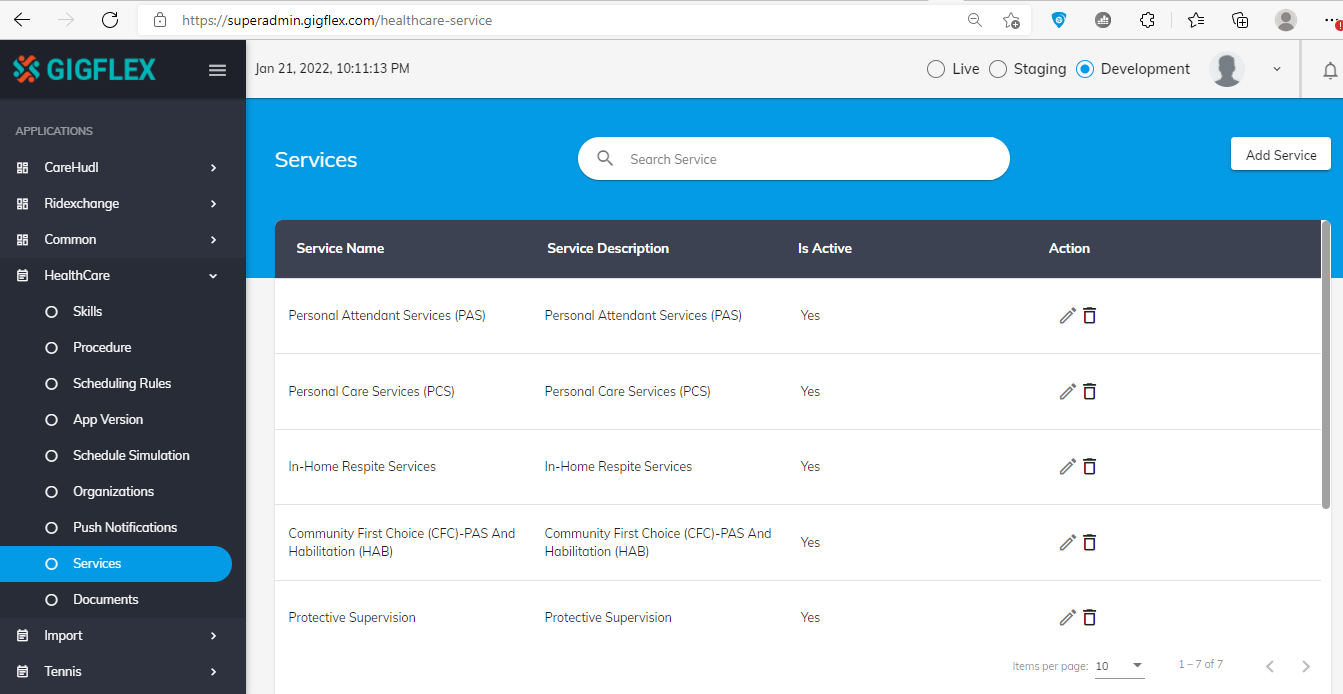 https://superadmin.gigflex.com/healthcare-service
GIGFLEX
Jan 21, 2022, 10:11:13 PM
Live
Staging
Development
APPLICATIONS
CareHudl
Ridexchange
Common
HealthCare
Skills
Procedure
Scheduling Rules
App Version
Schedule Simulation
Organizations
Push Notifications
Services
Documents
Import
Tennis
Services
Search Service
Add Service
Service Name Service Description Is Active Action
Personal Attendant Services (PAS) Personal Attendant Services (PAS) Yes
Personal Care Services (PCS) Personal Care Services (PCS) Yes
In-Home Respite Services In-Home Respite Services Yes
Community First Choice (CFC)-PAS And Community First Choice (CFC)-PAS And
Habilitation (HAB) Habilitation (HAB) Yes
Protective Supervision Protective Supervision Yes
Items per page: 10 1 – 7 of 7